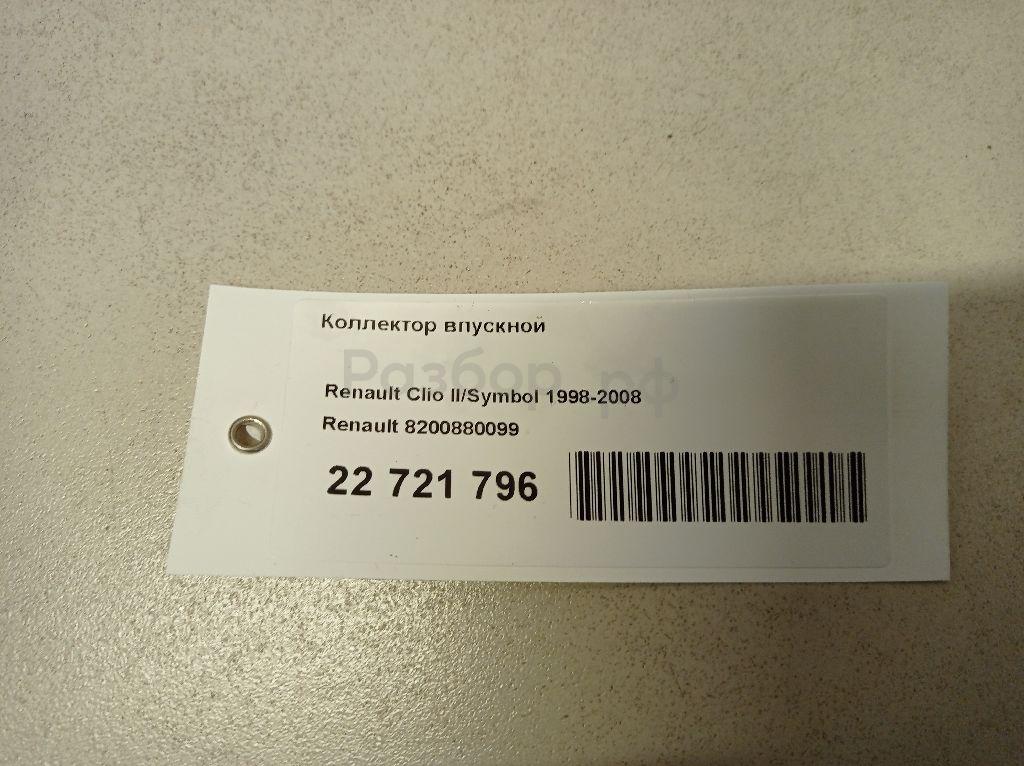 Коллектор впускной
Разбор.рф
Renault Clio II/Symbol 1998-2008
Renault 8200880099
22 721 796